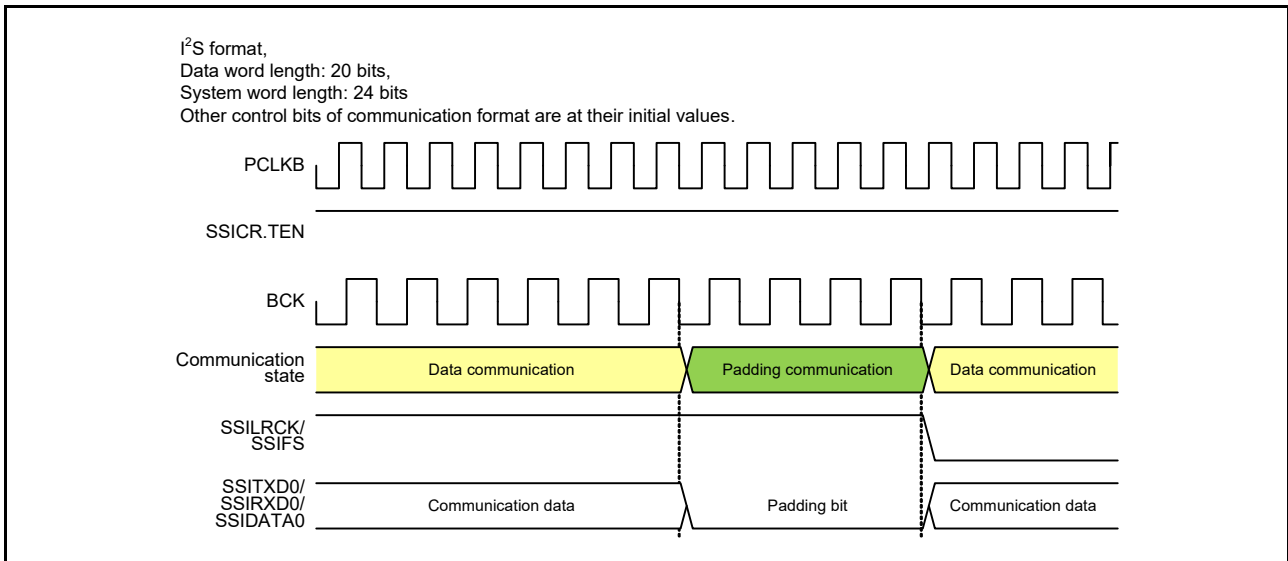 I²S format,
Data word length: 20 bits,
System word length: 24 bits
Other control bits of communication format are at their initial values.
PCLKB
SSICR.TEN
BCK
Communication
state
Data communication
Padding communication
Data communication
SSILRCK/
SSIFS
SSITXD0/
SSIRXD0/
SSIDATA0
Communication data
Padding bit
Communication data